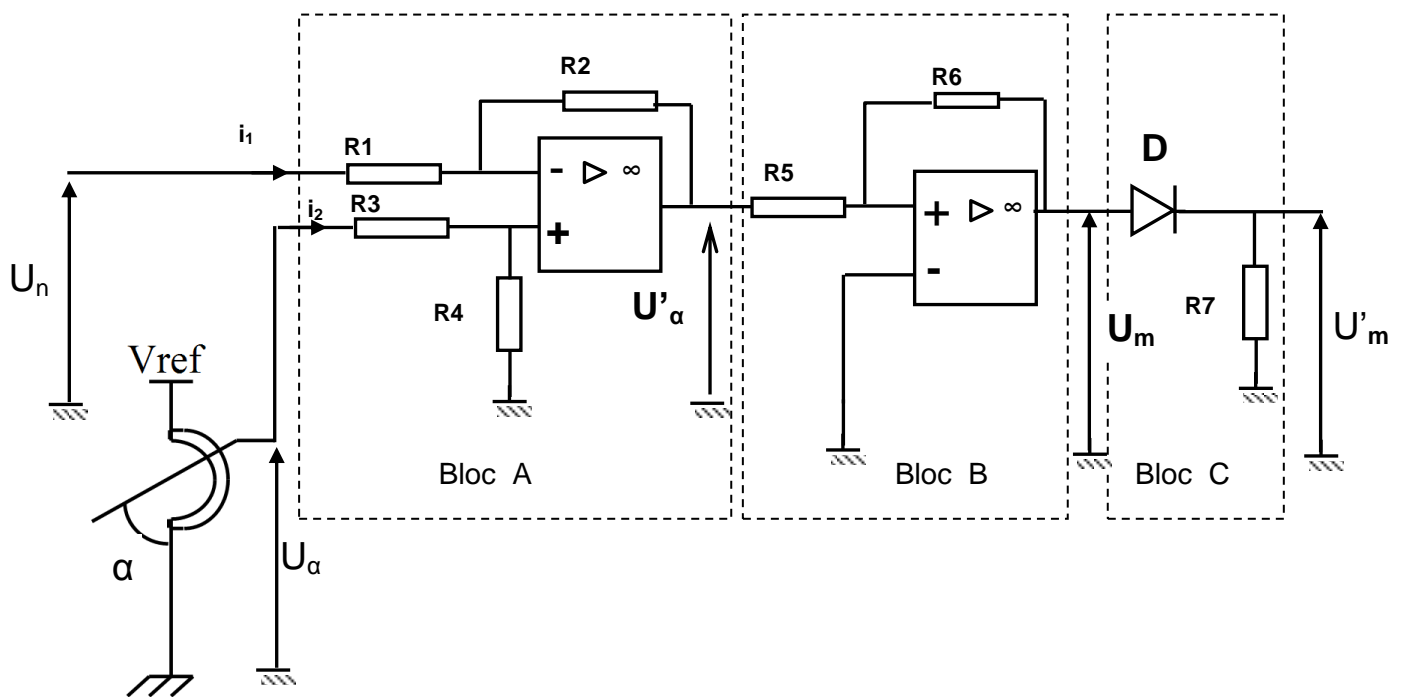 R2
R6
i₁
R1
- ▷ ∞
D
R5
i₂
R3
+
+ ▷ ∞
-
Uₙ
R4
U'α
R7
Uₘ
U'ₘ
Vref
Bloc A
Bloc B
Bloc C
α
Uα